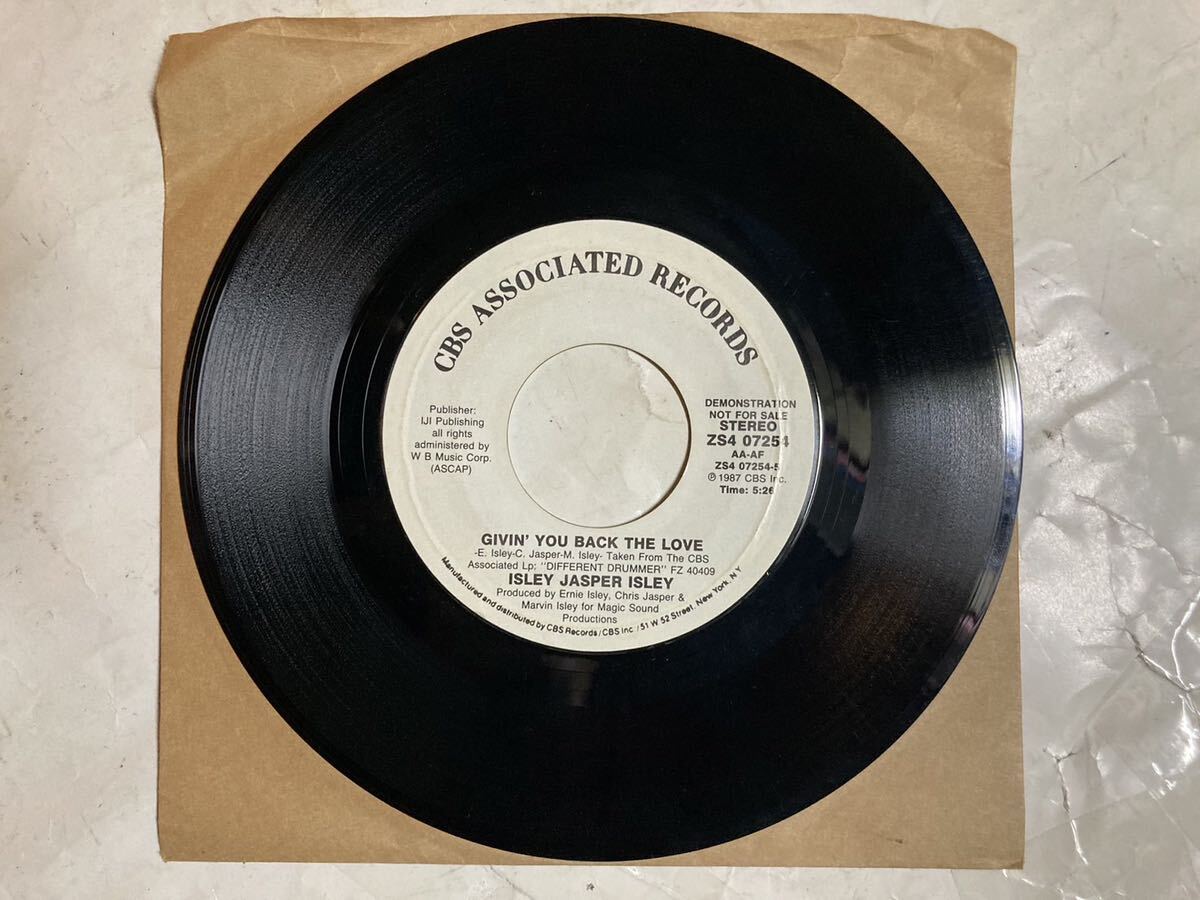 CBS ASSOCIATED RECORDS
Publisher:
IJI Publishing
all rights
administered by
W B Music Corp.
(ASCAP)
DEMONSTRATION
NOT FOR SALE
STEREO
ZS4 07254
AA-AF
ZS4 07254-5
℗ 1987 CBS Inc.
Time: 5:26
GIVIN' YOU BACK THE LOVE
-E. Isley-C. Jasper-M. Isley- Taken From The CBS
Associated Lp: "DIFFERENT DRUMMER" FZ 40409
ISLEY JASPER ISLEY
Produced by Ernie Isley, Chris Jasper &
Marvin Isley for Magic Sound
Productions
Manufactured and distributed by CBS Records/CBS Inc /51 W 52 Street, New York, N Y